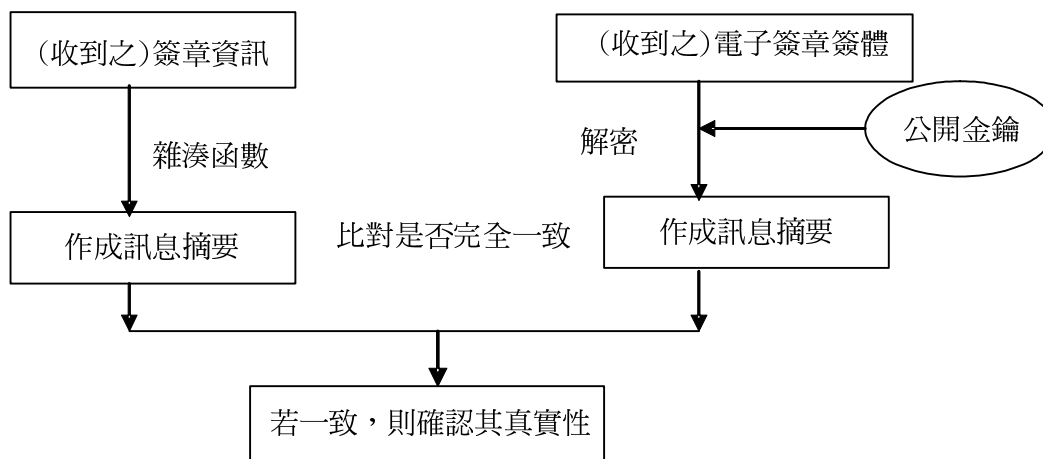 (收到之)簽章資訊
(收到之)電子簽章簽體
公開金鑰
雜湊函數
解密
作成訊息摘要
比對是否完全一致
作成訊息摘要
若一致，則確認其真實性